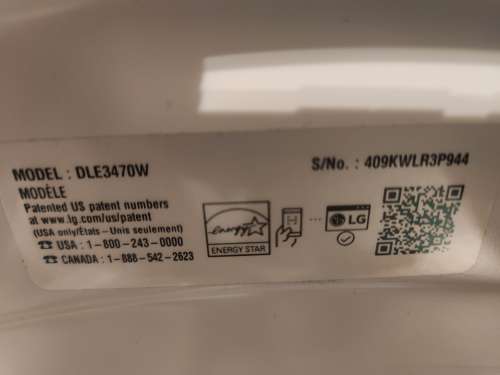 MODEL : DLE3470W
MODÈLE
S/No. : 409KWLR3P944
Patented US patent numbers
at www.lg.com/us/patent
(USA only/États - Unis seulement)
☎ USA : 1-800-243-0000
☎ CANADA : 1-888-542-2623
energy
ENERGY STAR
LG